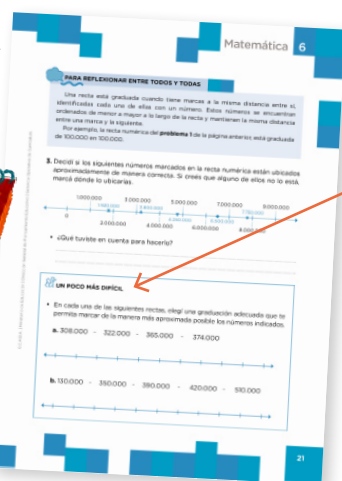 Matemática 6
PARA REFLEXIONAR ENTRE TODOS Y TODAS
Una recta está graduada cuando tiene marcas a la misma distancia entre sí,
identificadas cada una de ellas con un número. Estos números se encuentran
ordenados de menor a mayor a lo largo de la recta y mantienen la misma distancia
entre una marca y la siguiente.
Por ejemplo, la recta numérica del problema 1 de la página anterior, está graduada
de 100.000 en 100.000.
3. Decidí si los siguientes números marcados en la recta numérica están ubicados
aproximadamente de manera correcta. Si creés que alguno de ellos no lo está,
marcá dónde lo ubicarías.
1.000.000 3.000.000 5.000.000 7.000.000 9.000.000
0 2.000.000 4.000.000 6.000.000 8.000.000
• ¿Qué tuviste en cuenta para hacerlo?
UN POCO MÁS DIFÍCIL
• En cada una de las siguientes rectas, elegí una graduación adecuada que te
permita marcar de la manera más aproximada posible los números indicados.
a. 308.000 - 322.000 - 365.000 - 374.000
b. 130.000 - 350.000 - 390.000 - 420.000 - 510.000
21